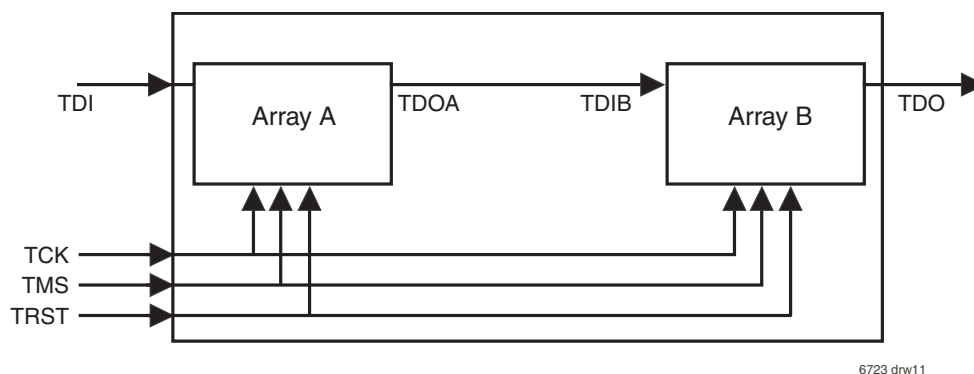 Array A
Array B
TDI
TDOA
TDIB
TDO
TCK
TMS
TRST
6723 drw11